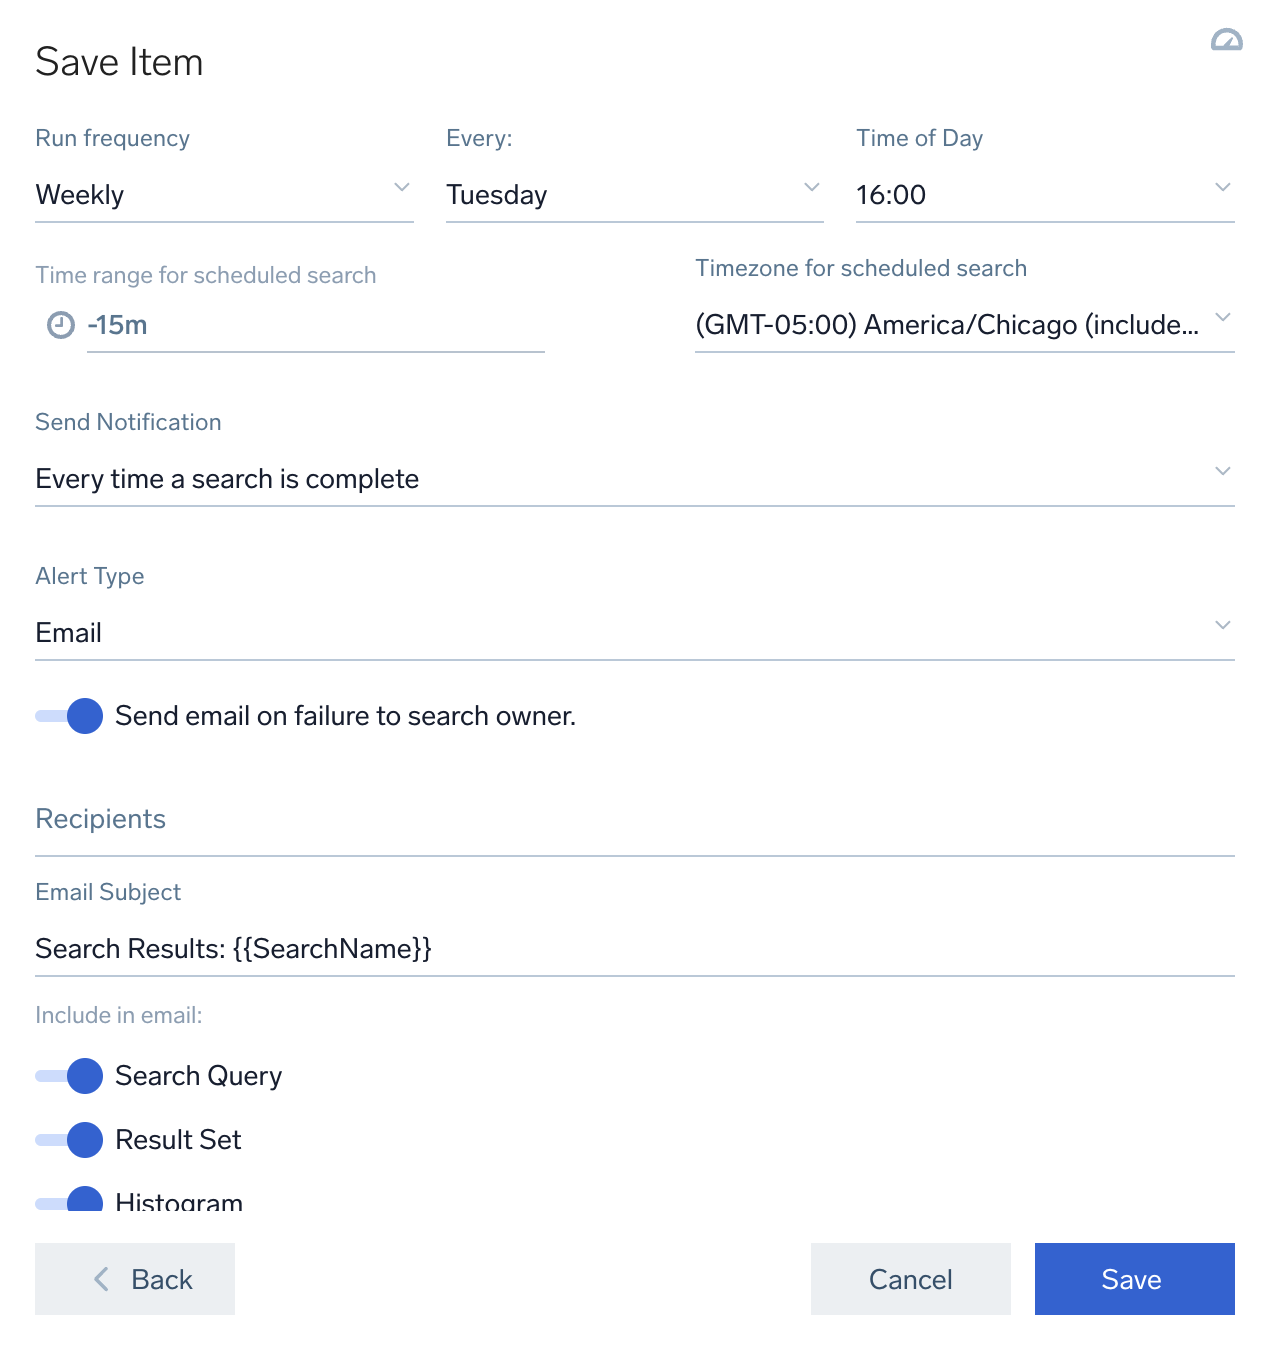 Save Item
Run frequency
Every:
Time of Day
Weekly
Tuesday
16:00
Time range for scheduled search
Timezone for scheduled search
-15m
(GMT-05:00) America/Chicago (include...
Send Notification
Every time a search is complete
Alert Type
Email
Send email on failure to search owner.
Recipients
Email Subject
Search Results: {{SearchName}}
Include in email:
Search Query
Result Set
Histogram
Back
Cancel
Save